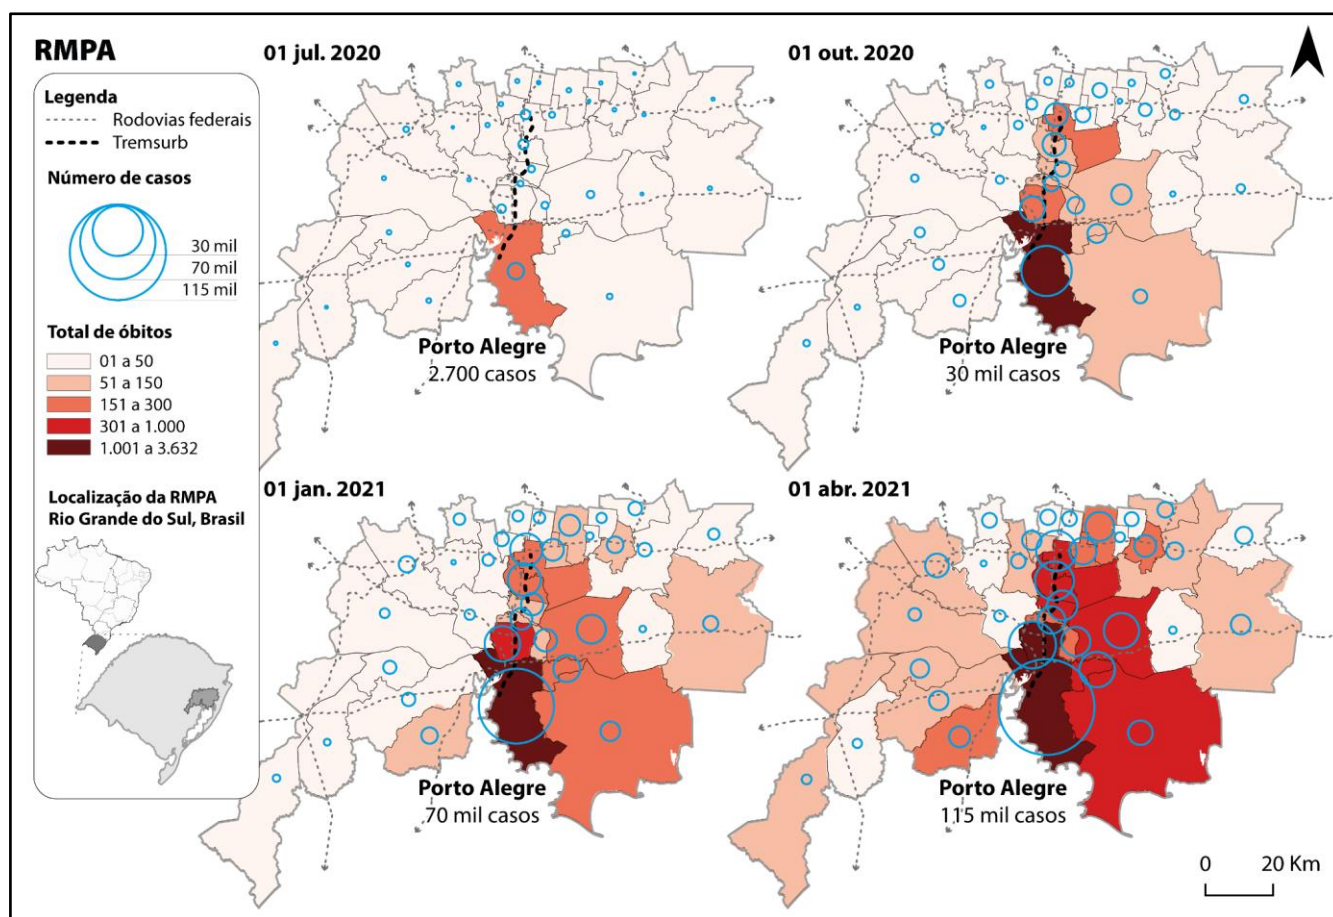 RMPA
Legenda
Rodovias federais
Tremsurb
Número de casos
30 mil
70 mil
115 mil
Total de óbitos
01 a 50
51 a 150
151 a 300
301 a 1.000
1.001 a 3.632
Localização da RMPA
Rio Grande do Sul, Brasil
01 jul. 2020
Porto Alegre
2.700 casos
01 out. 2020
Porto Alegre
30 mil casos
01 jan. 2021
Porto Alegre
70 mil casos
01 abr. 2021
Porto Alegre
115 mil casos
0 20 Km